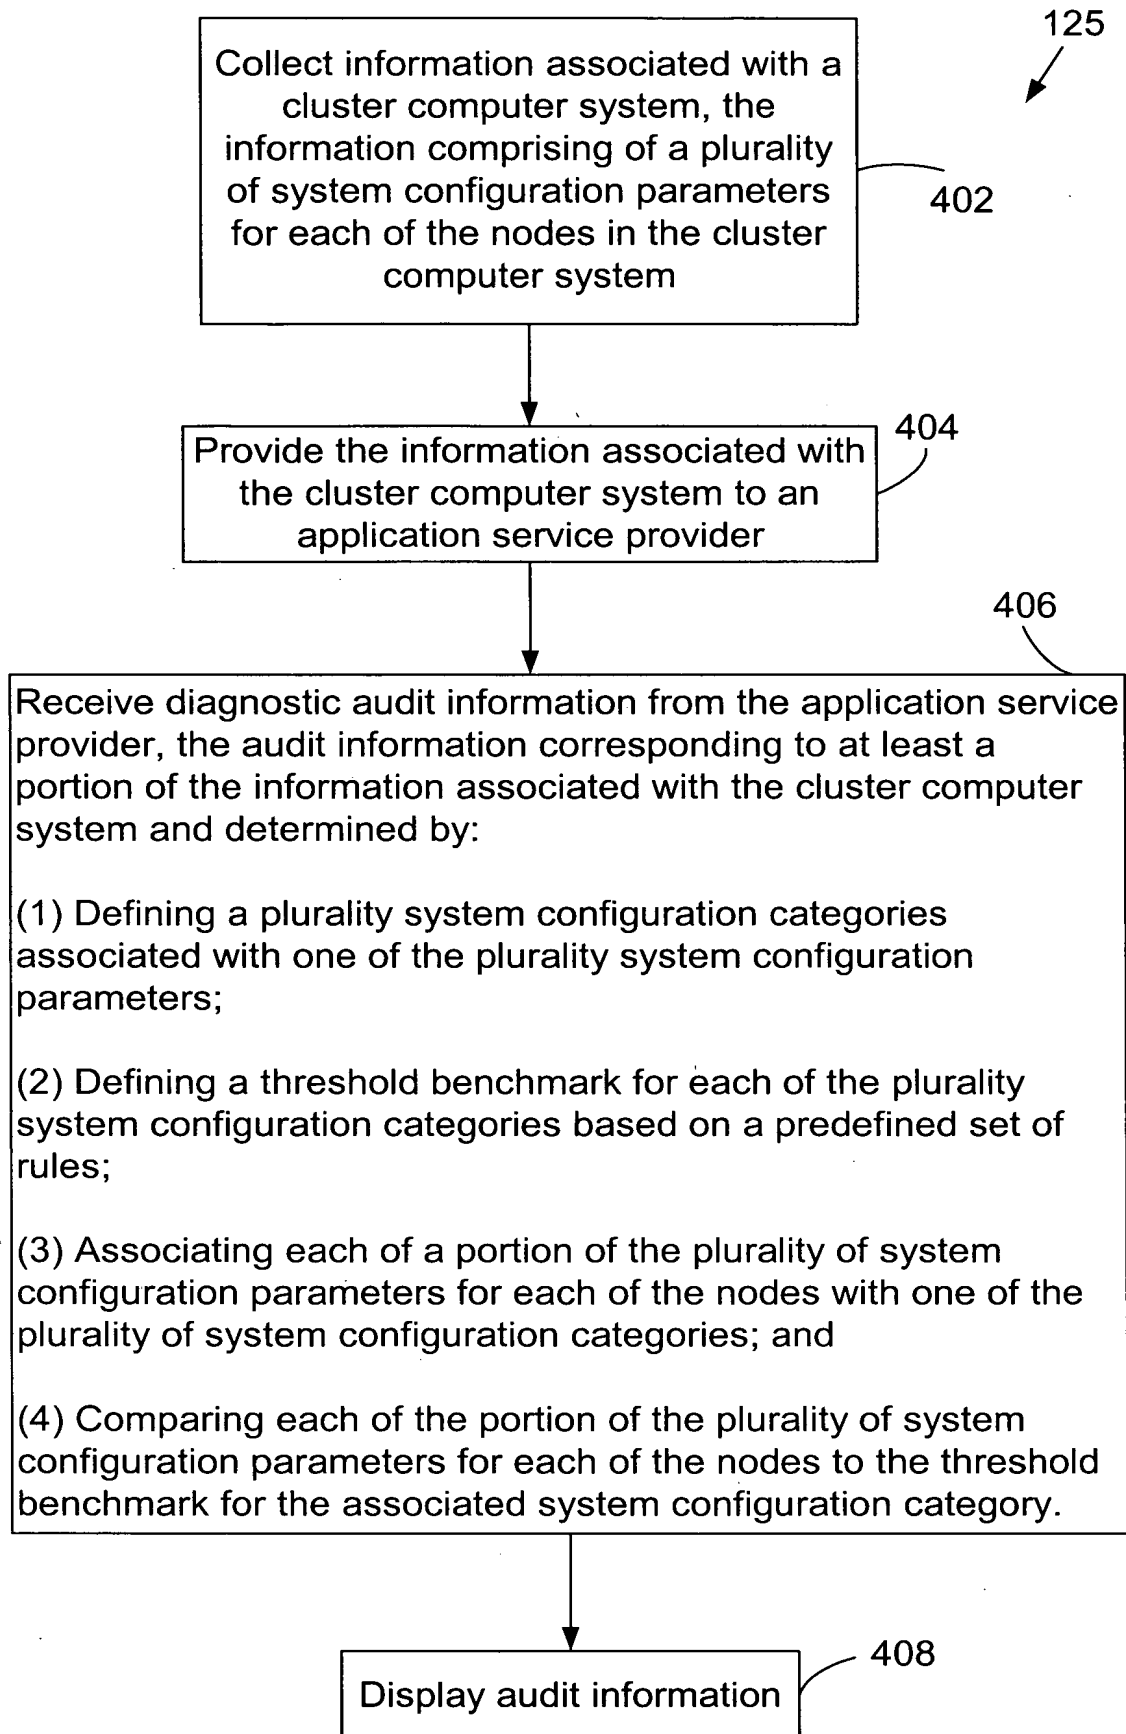 125
Collect information associated with a
cluster computer system, the
information comprising of a plurality
of system configuration parameters
for each of the nodes in the cluster
computer system
402
404
Provide the information associated with
the cluster computer system to an
application service provider
406
Receive diagnostic audit information from the application service
provider, the audit information corresponding to at least a
portion of the information associated with the cluster computer
system and determined by:
(1) Defining a plurality system configuration categories
associated with one of the plurality system configuration
parameters;
(2) Defining a threshold benchmark for each of the plurality
system configuration categories based on a predefined set of
rules;
(3) Associating each of a portion of the plurality of system
configuration parameters for each of the nodes with one of the
plurality of system configuration categories; and
(4) Comparing each of the portion of the plurality of system
configuration parameters for each of the nodes to the threshold
benchmark for the associated system configuration category.
408
Display audit information